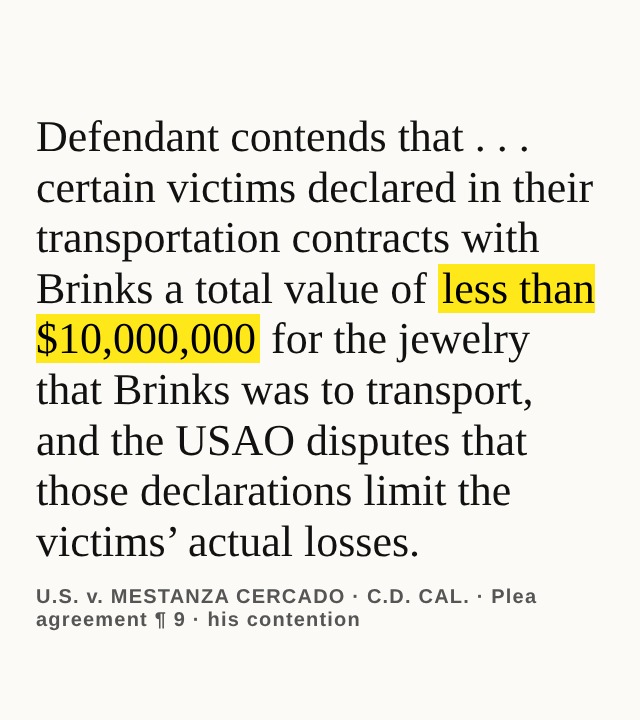 Defendant contends that . . .
certain victims declared in their
transportation contracts with
Brinks a total value of less than
$10,000,000 for the jewelry
that Brinks was to transport,
and the USAO disputes that
those declarations limit the
victims’ actual losses.
U.S. v. MESTANZA CERCADO · C.D. CAL. · Plea
agreement ¶ 9 · his contention